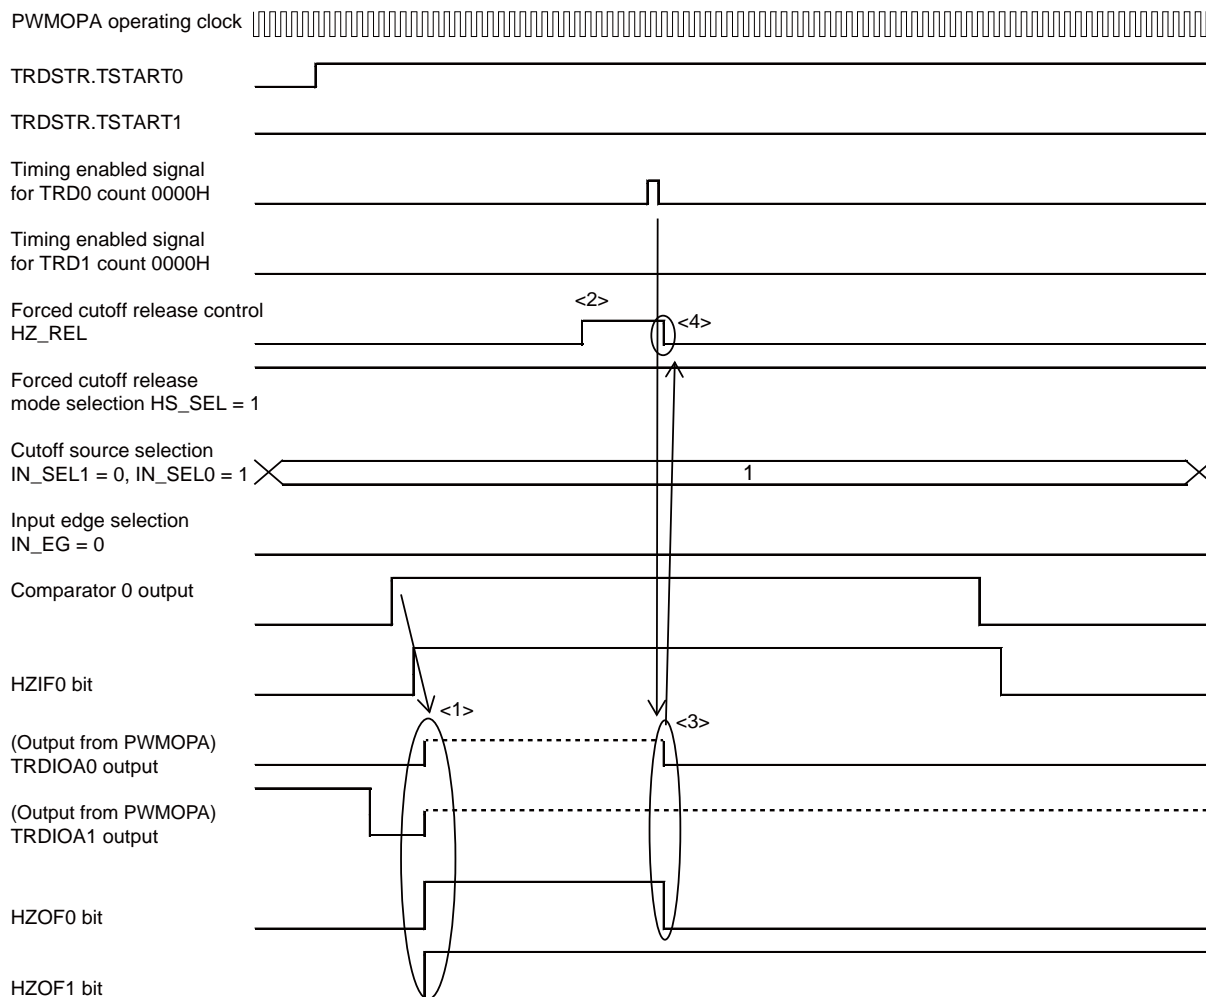 PWMOPA operating clock
TRDSTR.TSTART0
TRDSTR.TSTART1
Timing enabled signal
for TRD0 count 0000H
Timing enabled signal
for TRD1 count 0000H
<2>
Forced cutoff release control
HZ_REL
<4>
Forced cutoff release
mode selection HS_SEL = 1
Cutoff source selection
IN_SEL1 = 0, IN_SEL0 = 1
1
Input edge selection
IN_EG = 0
Comparator 0 output
HZIF0 bit
<1>
<3>
(Output from PWMOPA)
TRDIOA0 output
(Output from PWMOPA)
TRDIOA1 output
HZOF0 bit
HZOF1 bit